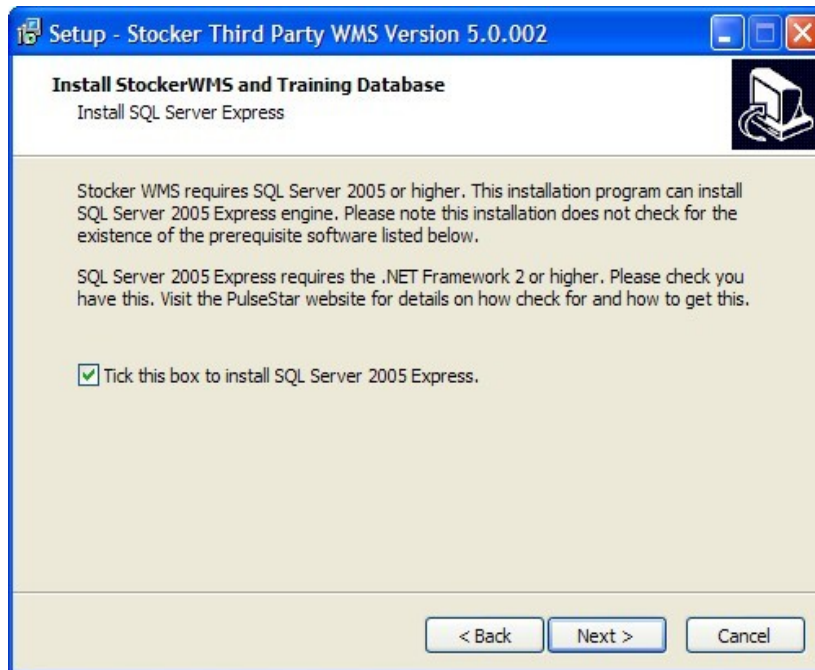 Setup - Stocker Third Party WMS Version 5.0.002
Install StockerWMS and Training Database
Install SQL Server Express
Stocker WMS requires SQL Server 2005 or higher. This installation program can install
SQL Server 2005 Express engine. Please note this installation does not check for the
existence of the prerequisite software listed below.
SQL Server 2005 Express requires the .NET Framework 2 or higher. Please check you
have this. Visit the PulseStar website for details on how check for and how to get this.
Tick this box to install SQL Server 2005 Express.
< Back
Next >
Cancel